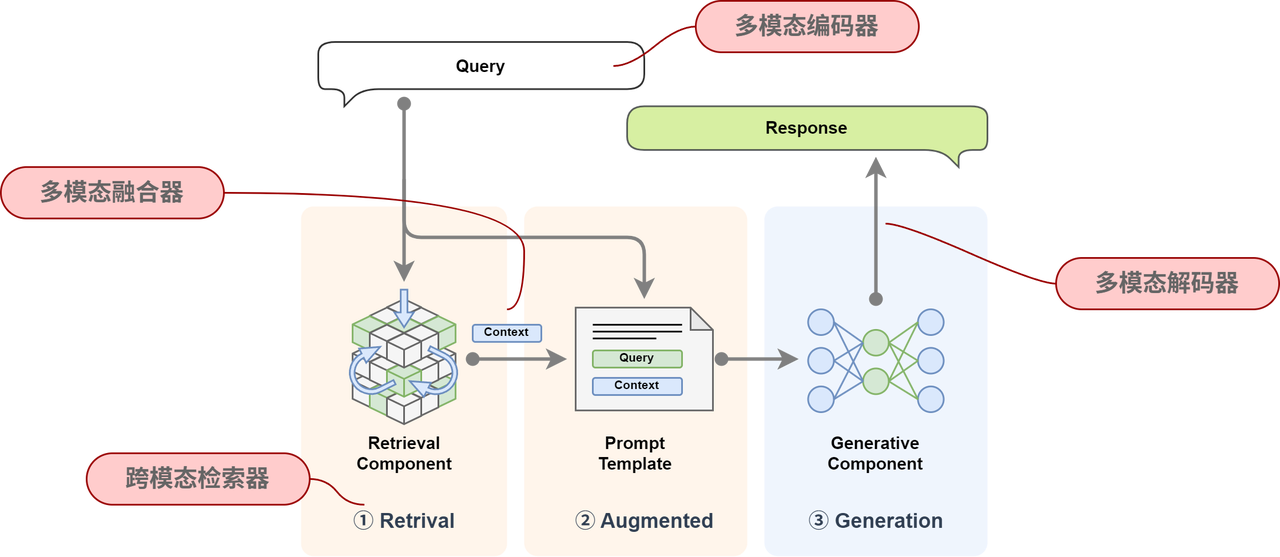 多模态编码器
Query
Response
多模态融合器
多模态解码器
Context
Query
Context
Retrieval
Component
Prompt
Template
Generative
Component
跨模态检索器
① Retrival
② Augmented
③ Generation